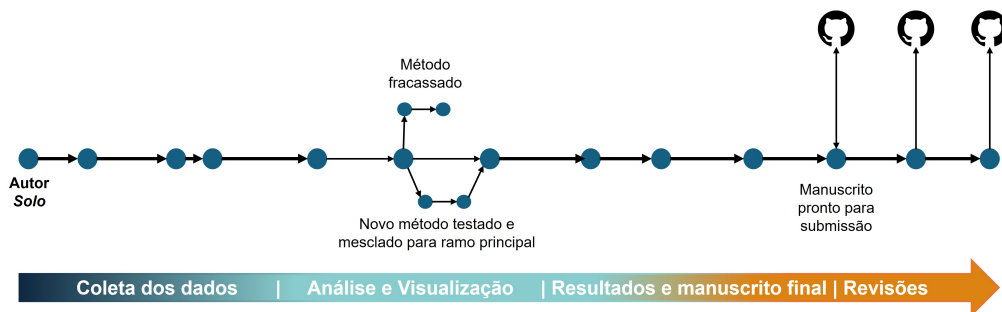 Método
fracassado
Autor
Solo
Novo método testado e
mesclado para ramo principal
Manuscrito
pronto para
submissão
Coleta dos dados | Análise e Visualização | Resultados e manuscrito final | Revisões